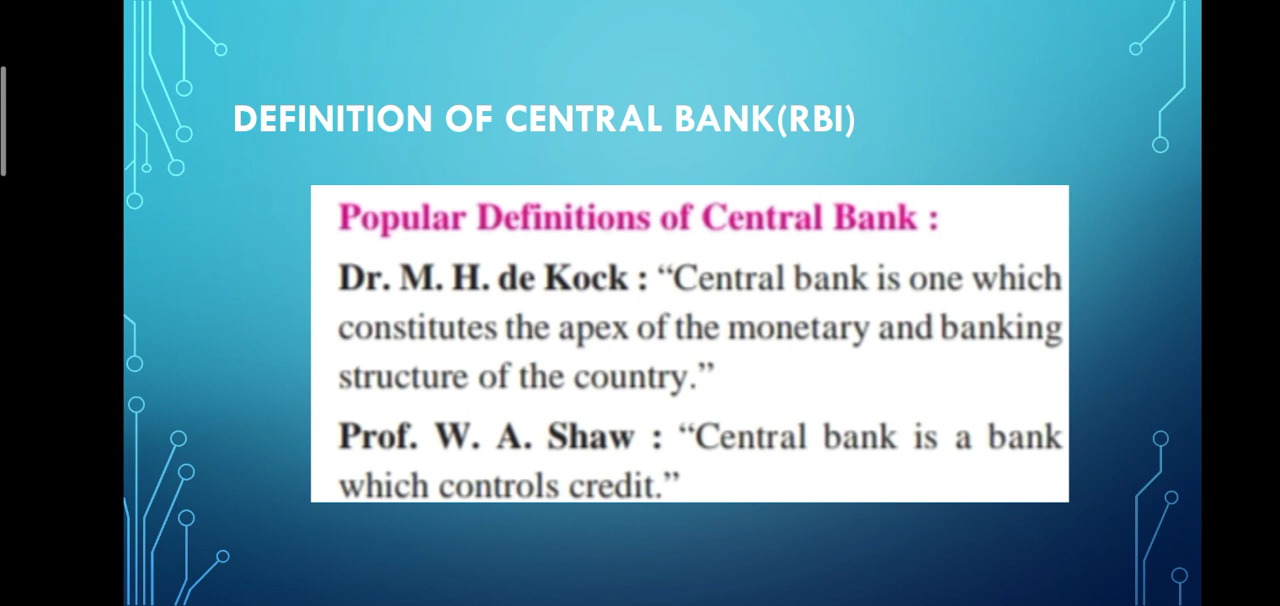 DEFINITION OF CENTRAL BANK(RBI)
Popular Definitions of Central Bank :
Dr. M. H. de Kock : “Central bank is one which
constitutes the apex of the monetary and banking
structure of the country.”
Prof. W. A. Shaw : “Central bank is a bank
which controls credit.”